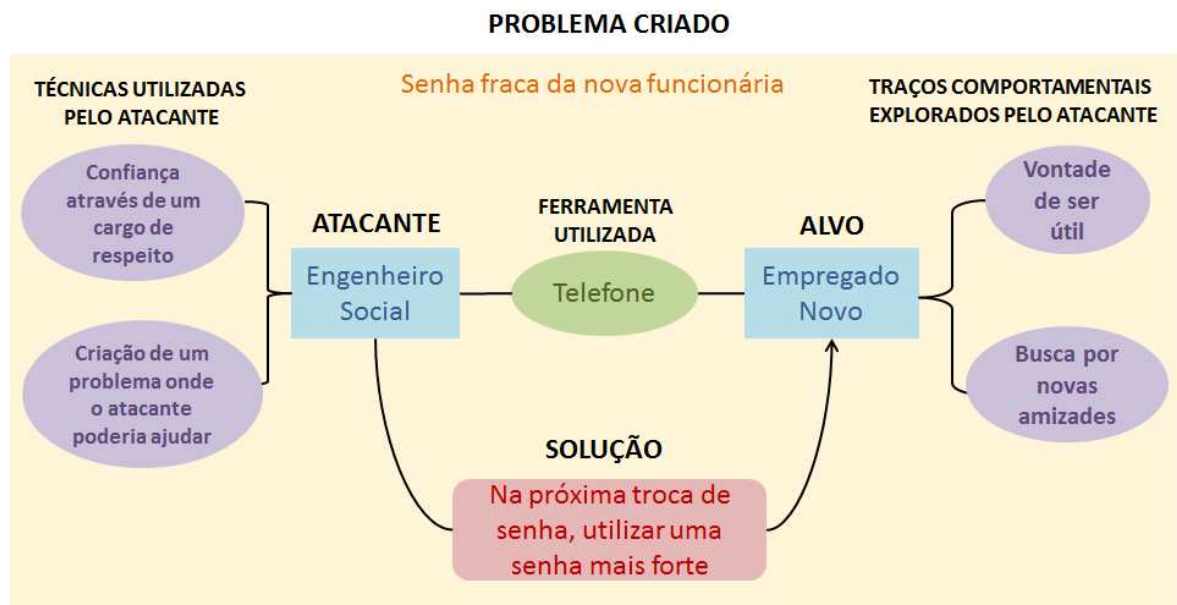 PROBLEMA CRIADO
Senha fraca da nova funcionária
TÉCNICAS UTILIZADAS
PELO ATACANTE
Confiança
através de um
cargo de
respeito
Criação de um
problema onde
o atacante
poderia ajudar
ATACANTE
Engenheiro
Social
FERRAMENTA
UTILIZADA
Telefone
ALVO
Empregado
Novo
TRAÇOS COMPORTAMENTAIS
EXPLORADOS PELO ATACANTE
Vontade
de ser
útil
Busca por
novas
amizades
SOLUÇÃO
Na próxima troca de
senha, utilizar uma
senha mais forte